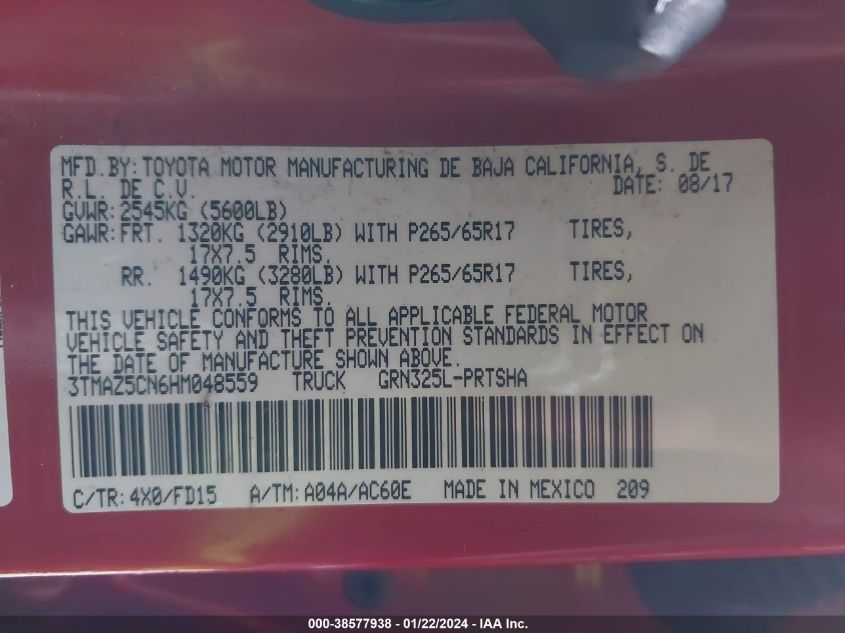 MFD.BY:TOYOTA MOTOR MANUFACTURING DE BAJA CALIFORNIA, S. DE
R.L. DE C.V. DATE: 08/17
GVWR:2545KG (5600LB)
GAWR:FRT. 1320KG (2910LB) WITH P265/65R17 TIRES,
17X7.5 RIMS.
RR. 1490KG (3280LB) WITH P265/65R17 TIRES,
17X7.5 RIMS.
THIS VEHICLE CONFORMS TO ALL APPLICABLE FEDERAL MOTOR
VEHICLE SAFETY AND THEFT PREVENTION STANDARDS IN EFFECT ON
THE DATE OF MANUFACTURE SHOWN ABOVE.
3TMAZ5CN6HM048559 TRUCK GRN325L-PRTSHA
C/TR:4X0/FD15 A/TM:A04A/AC60E MADE IN MEXICO 209
000-38577938 - 01/22/2024 - IAA Inc.